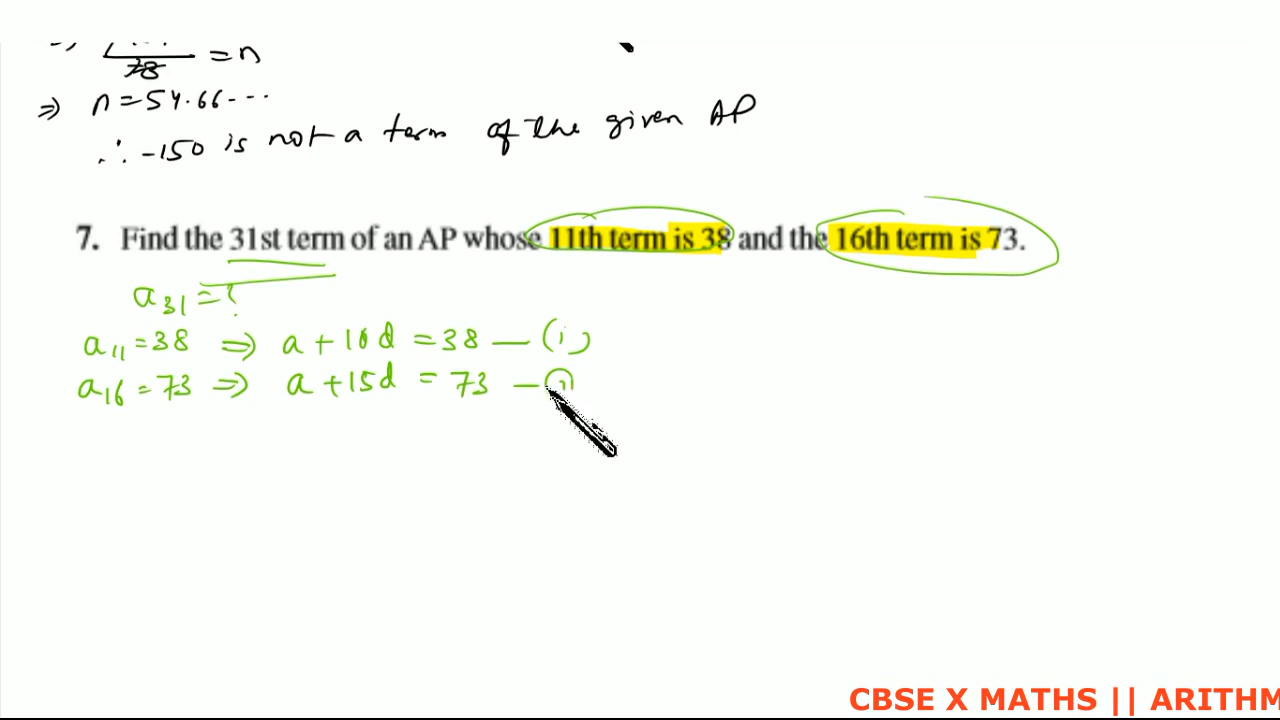 78 = n
⇒ n = 54.66---
∴ -150 is not a term of the given AP
7. Find the 31st term of an AP whose 11th term is 38 and the 16th term is 73.
a31 = ?
a11 = 38 ⇒ a + 10d = 38 — (i)
a16 = 73 ⇒ a + 15d = 73 —
CBSE X MATHS || ARITHM